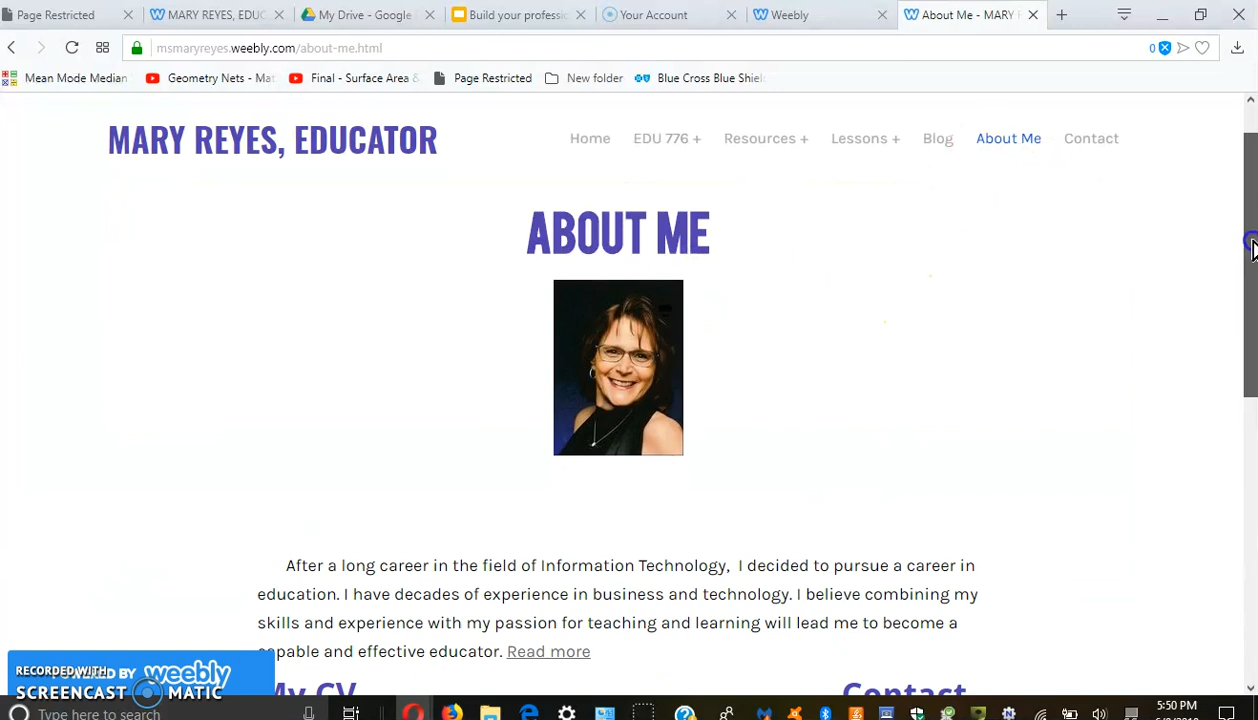 Page Restricted
MARY REYES, EDUC
My Drive - Google
Build your professi
Your Account
Weebly
About Me - MARY
msmaryreyes.weebly.com/about-me.html
0
Mean Mode Median
Geometry Nets - Mat
Final - Surface Area &
Page Restricted
New folder
Blue Cross Blue Shiel
MARY REYES, EDUCATOR
Home
EDU 776 +
Resources +
Lessons +
Blog
About Me
Contact
ABOUT ME
After a long career in the field of Information Technology, I decided to pursue a career in
education. I have decades of experience in business and technology. I believe combining my
skills and experience with my passion for teaching and learning will lead me to become a
capable and effective educator. Read more
RECORDED WITH
POWERED BY weebly
SCREENCAST MATIC
My CV
Contact
Type here to search
5:50 PM